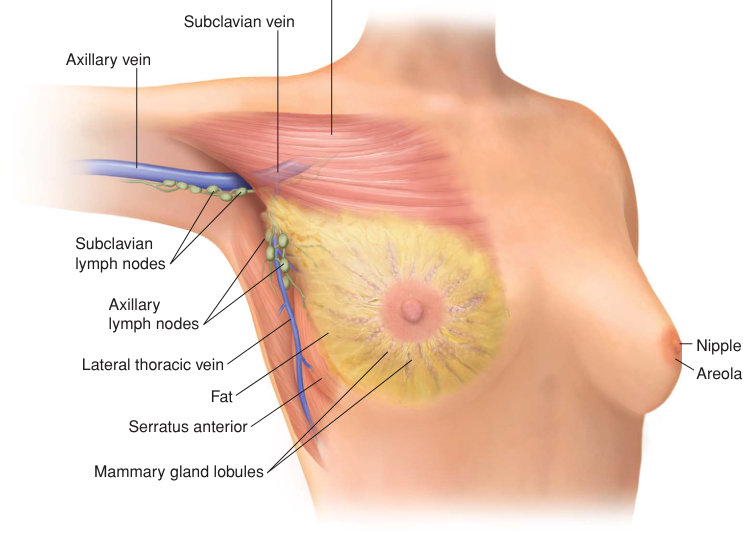 Subclavian vein
Axillary vein
Subclavian
lymph nodes
Axillary
lymph nodes
Lateral thoracic vein
Fat
Serratus anterior
Mammary gland lobules
Nipple
Areola